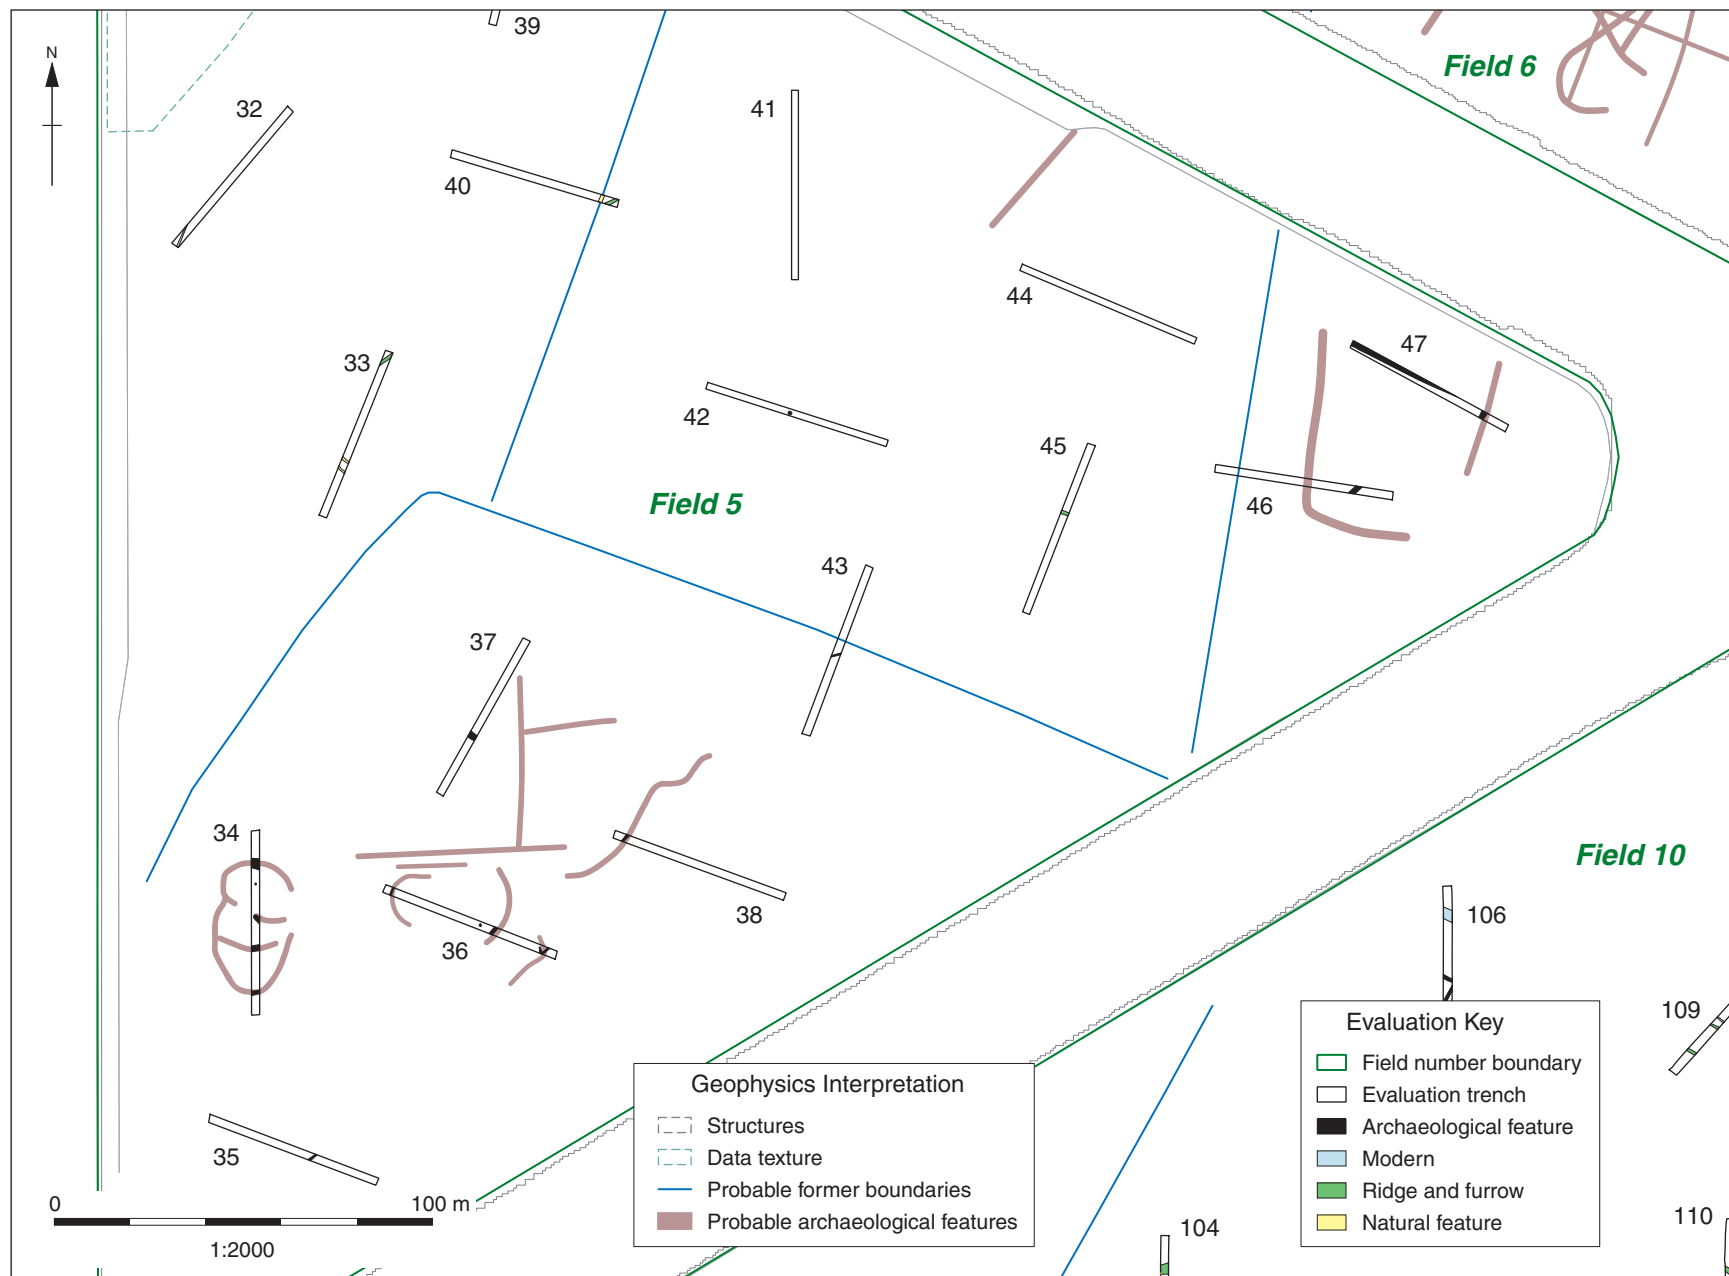 N
39
Field 6
32
41
40
44
33
47
42
45
Field 5
46
43
37
34
38
36
Field 10
106
109
35
0
100 m
1:2000
Geophysics Interpretation
Structures
Data texture
Probable former boundaries
Probable archaeological features
Evaluation Key
Field number boundary
Evaluation trench
Archaeological feature
Modern
Ridge and furrow
Natural feature
104
110